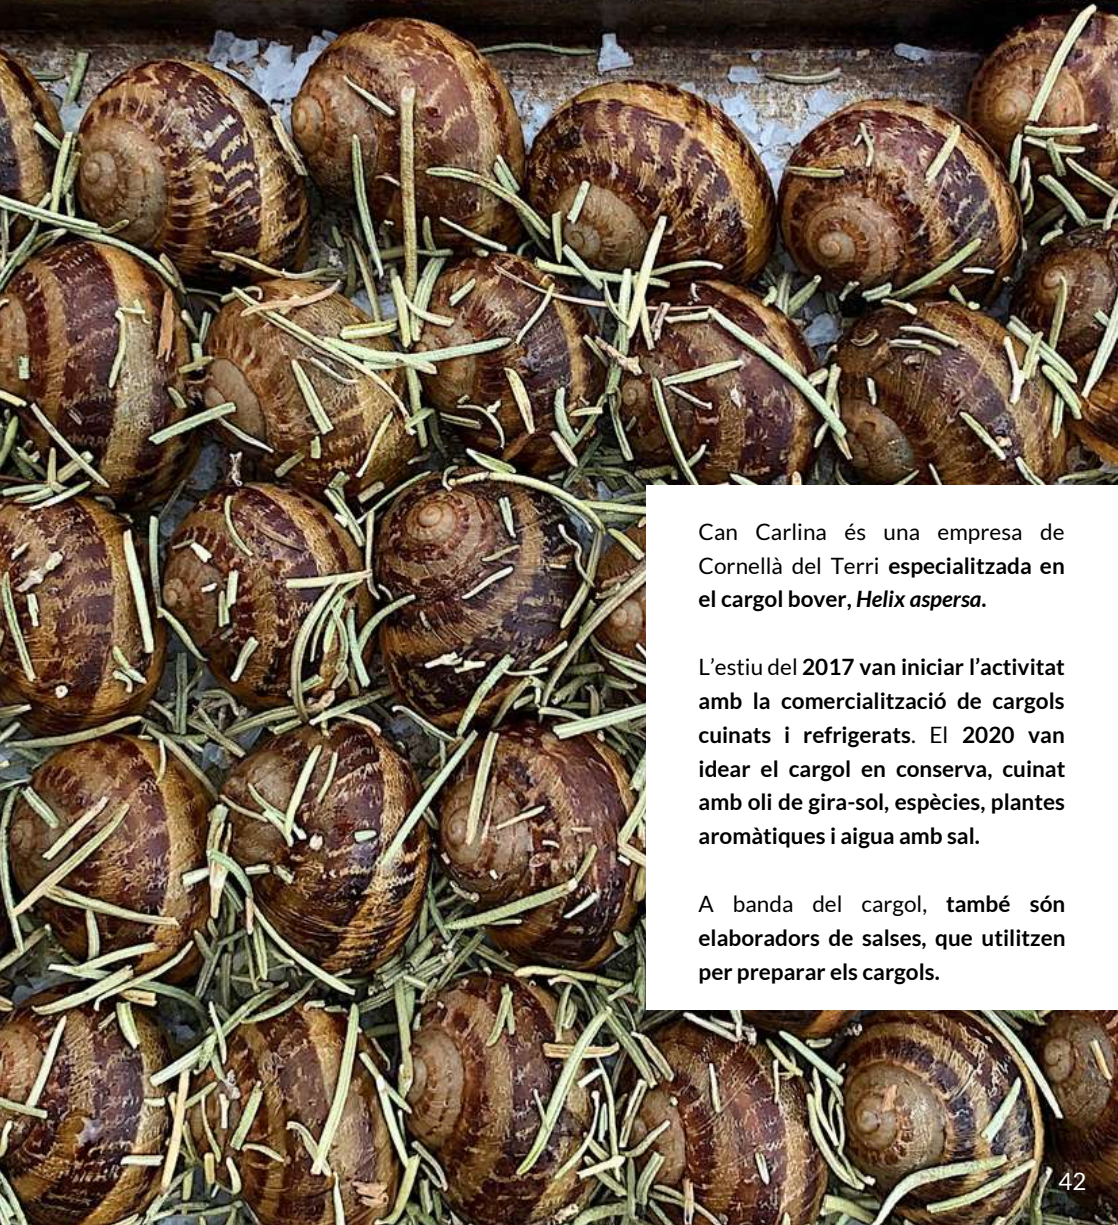 Can Carlina és una empresa de
Cornellà del Terri especialitzada en
el cargol bover, Helix aspersa.
L’estiu del 2017 van iniciar l’activitat
amb la comercialització de cargols
cuinats i refrigerats. El 2020 van
idear el cargol en conserva, cuinat
amb oli de gira-sol, espècies, plantes
aromàtiques i aigua amb sal.
A banda del cargol, també són
elaboradors de salses, que utilitzen
per preparar els cargols.
42